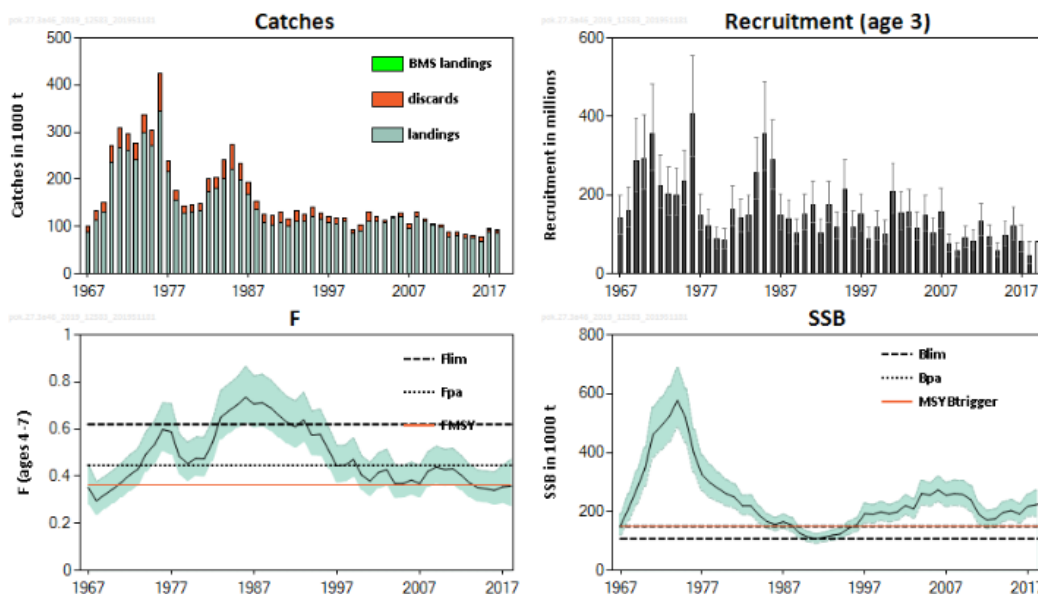 Catches
500
400
300
200
100
0
Catches in 1000 t
BMS landings
discards
landings
1967 1977 1987 1997 2007 2017
Recruitment (age 3)
600
400
200
0
Recruitment in millions
1967 1977 1987 1997 2007 2017
F
1
0.8
0.6
0.4
0.2
0
F (ages 4-7)
Flim
Fpa
FMSY
1967 1977 1987 1997 2007 2017
SSB
800
600
400
200
0
SSB in 1000 t
Blim
Bpa
MSYBtrigger
1967 1977 1987 1997 2007 2017